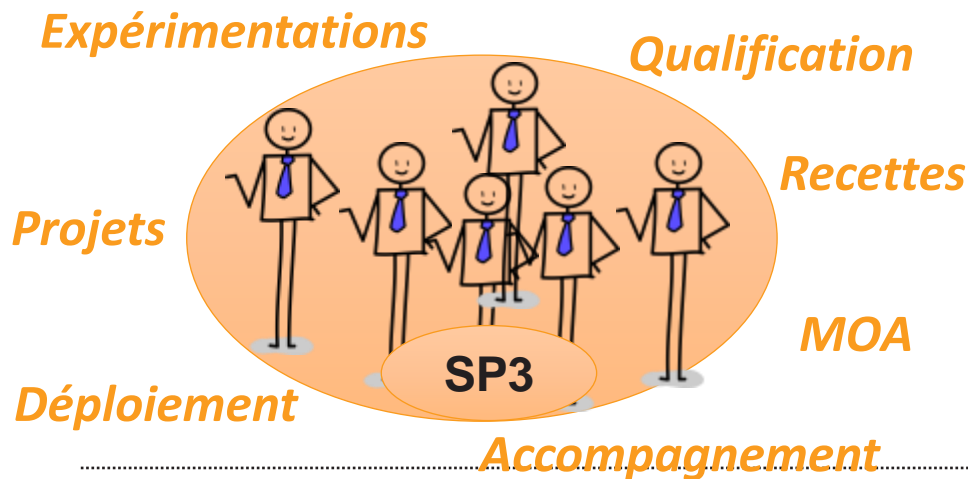 Expérimentations
Qualification
Recettes
Projets
MOA
SP3
Déploiement
Accompagnement